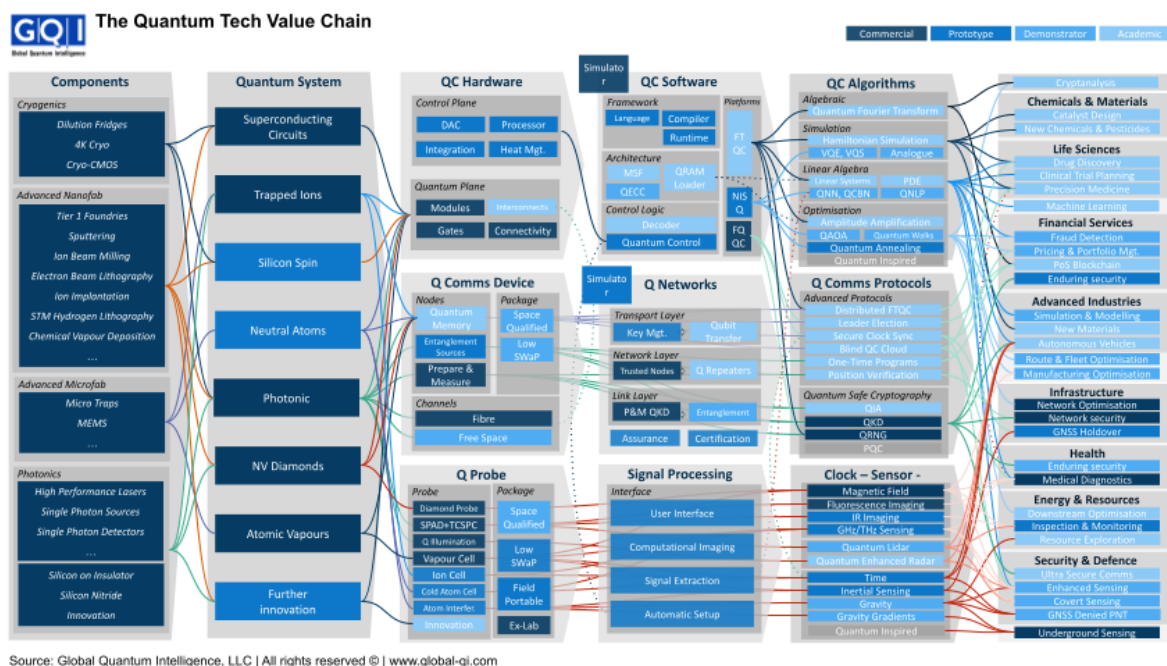 GQI
Global Quantum Intelligence
The Quantum Tech Value Chain
Commercial
Prototype
Demonstrator
Academic
Components
Cryogenics
Dilution Fridges
4K Cryo
Cryo-CMOS
Advanced Nanofab
Tier 1 Foundries
Sputtering
Ion Beam Milling
Electron Beam Lithography
Ion Implantation
STM Hydrogen Lithography
Chemical Vapour Deposition
...
Advanced Microfab
Micro Traps
MEMS
...
Photonics
High Performance Lasers
Single Photon Sources
Single Photon Detectors
...
Silicon on Insulator
Silicon Nitride
Innovation
Quantum System
Superconducting
Circuits
Trapped Ions
Silicon Spin
Neutral Atoms
Photonic
NV Diamonds
Atomic Vapours
Further
innovation
QC Hardware
Control Plane
DAC
Processor
Integration
Heat Mgt.
Quantum Plane
Modules
Interconnects
Gates
Connectivity
Q Comms Device
Nodes
Package
Quantum
Memory
Space
Qualified
Entanglement
Sources
Low
SWaP
Prepare &
Measure
Channels
Fibre
Free Space
Q Probe
Probe
Package
Diamond Probe
SPAD+TCSPC
Q Illumination
Vapour Cell
Ion Cell
Cold Atom Cell
Atom Interfer.
Innovation
Space
Qualified
Low
SWaP
Field
Portable
Ex-Lab
Simulato
r
QC Software
Framework
Platforms
Language
Compiler
Runtime
FT
QC
Architecture
MSF
QRAM
Loader
QECC
NIS
Q
Control Logic
Decoder
Quantum Control
FQ
QC
Simulato
r
Q Networks
Transport Layer
Key Mgt.
Qubit
Transfer
Network Layer
Trusted Nodes
Q Repeaters
Link Layer
P&M QKD
Entanglement
Assurance
Certification
Signal Processing
Interface
User Interface
Computational Imaging
Signal Extraction
Automatic Setup
QC Algorithms
Algebraic
Quantum Fourier Transform
Simulation
Hamiltonian Simulation
VQE, VQS
Analogue
Linear Algebra
Linear Systems
PDE
QNN, QCBN
QNLP
Optimisation
Amplitude Amplification
QAOA
Quantum Walks
Quantum Annealing
Quantum Inspired
Q Comms Protocols
Advanced Protocols
Distributed FTQC
Leader Election
Secure Clock Sync
Blind QC Cloud
One-Time Programs
Position Verification
Quantum Safe Cryptography
QIA
QKD
QRNG
PQC
Clock – Sensor -
Magnetic Field
Fluorescence Imaging
IR Imaging
GHz/THz Sensing
Quantum Lidar
Quantum Enhanced Radar
Time
Inertial Sensing
Gravity
Gravity Gradients
Quantum Inspired
Cryptanalysis
Chemicals & Materials
Catalyst Design
New Chemicals & Pesticides
Life Sciences
Drug Discovery
Clinical Trial Planning
Precision Medicine
Machine Learning
Financial Services
Fraud Detection
Pricing & Portfolio Mgt.
PoS Blockchain
Enduring security
Advanced Industries
Simulation & Modelling
New Materials
Autonomous Vehicles
Route & Fleet Optimisation
Manufacturing Optimisation
Infrastructure
Network Optimisation
Network security
GNSS Holdover
Health
Enduring security
Medical Diagnostics
Energy & Resources
Downstream Optimisation
Inspection & Monitoring
Resource Exploration
Security & Defence
Ultra Secure Comms
Enhanced Sensing
Covert Sensing
GNSS Denied PNT
Underground Sensing
Source: Global Quantum Intelligence, LLC | All rights reserved © | www.global-qi.com